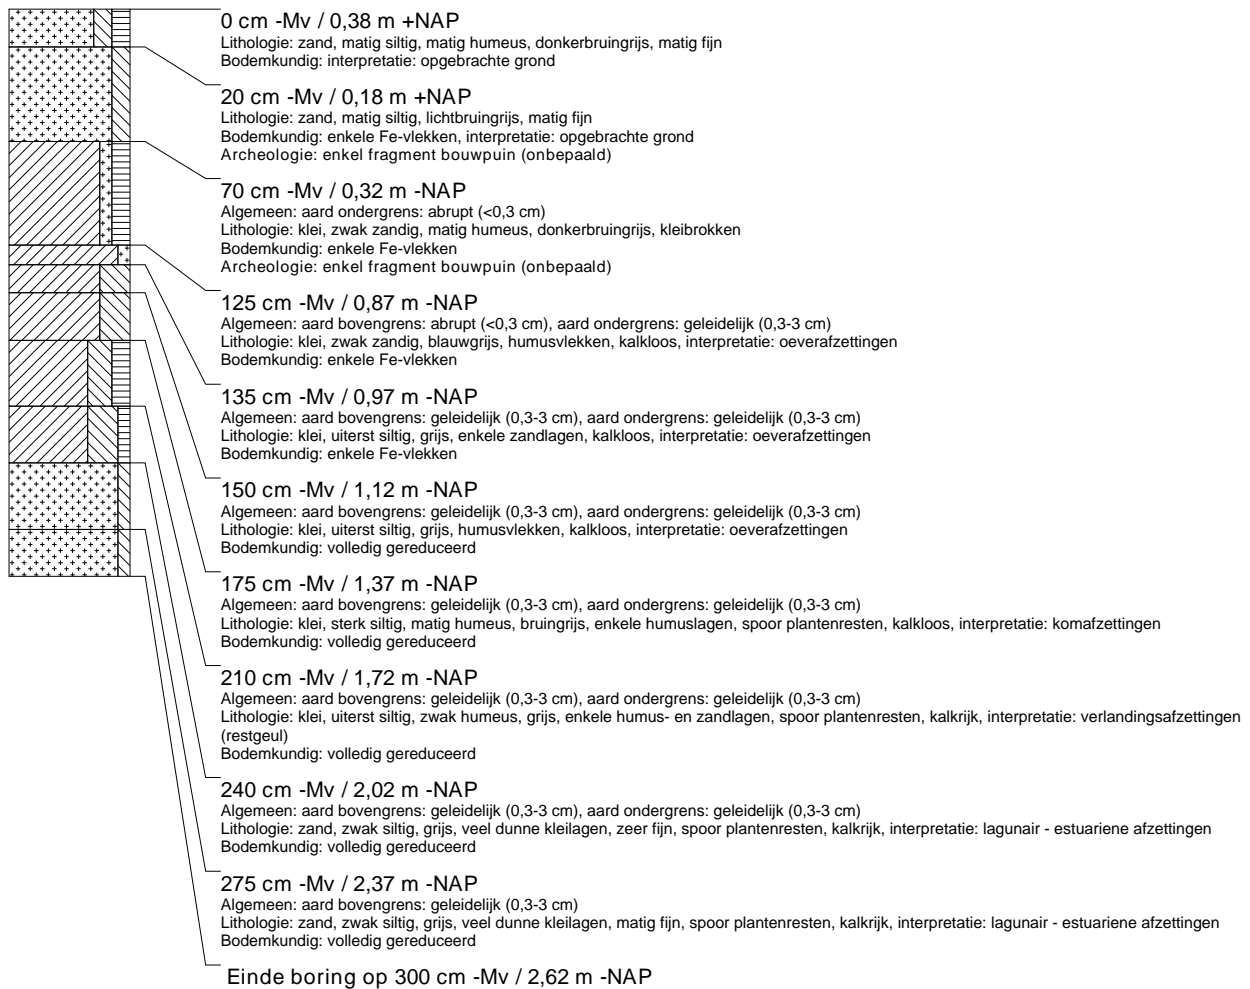 0 cm -Mv / 0,38 m +NAP
Lithologie: zand, matig siltig, matig humeus, donkerbruingrijs, matig fijn
Bodemkundig: interpretatie: opgebrachte grond
20 cm -Mv / 0,18 m +NAP
Lithologie: zand, matig siltig, lichtbruingrijs, matig fijn
Bodemkundig: enkele Fe-vlekken, interpretatie: opgebrachte grond
Archeologie: enkel fragment bouwpuin (onbepaald)
70 cm -Mv / 0,32 m -NAP
Algemeen: aard ondergrens: abrupt (<0,3 cm)
Lithologie: klei, zwak zandig, matig humeus, donkerbruingrijs, kleibrokken
Bodemkundig: enkele Fe-vlekken
Archeologie: enkel fragment bouwpuin (onbepaald)
125 cm -Mv / 0,87 m -NAP
Algemeen: aard bovengrens: abrupt (<0,3 cm), aard ondergrens: geleidelijk (0,3-3 cm)
Lithologie: klei, zwak zandig, blauwgrijs, humusvlekken, kalkloos, interpretatie: oeverafzettingen
Bodemkundig: enkele Fe-vlekken
135 cm -Mv / 0,97 m -NAP
Algemeen: aard bovengrens: geleidelijk (0,3-3 cm), aard ondergrens: geleidelijk (0,3-3 cm)
Lithologie: klei, uiterst siltig, grijs, enkele zandlagen, kalkloos, interpretatie: oeverafzettingen
Bodemkundig: enkele Fe-vlekken
150 cm -Mv / 1,12 m -NAP
Algemeen: aard bovengrens: geleidelijk (0,3-3 cm), aard ondergrens: geleidelijk (0,3-3 cm)
Lithologie: klei, uiterst siltig, grijs, humusvlekken, kalkloos, interpretatie: oeverafzettingen
Bodemkundig: volledig gereduceerd
175 cm -Mv / 1,37 m -NAP
Algemeen: aard bovengrens: geleidelijk (0,3-3 cm), aard ondergrens: geleidelijk (0,3-3 cm)
Lithologie: klei, sterk siltig, matig humeus, bruingrijs, enkele humuslagen, spoor plantenresten, kalkloos, interpretatie: komafzettingen
Bodemkundig: volledig gereduceerd
210 cm -Mv / 1,72 m -NAP
Algemeen: aard bovengrens: geleidelijk (0,3-3 cm), aard ondergrens: geleidelijk (0,3-3 cm)
Lithologie: klei, uiterst siltig, zwak humeus, grijs, enkele humus- en zandlagen, spoor plantenresten, kalkrijk, interpretatie: verlandingsafzettingen
(restgeul)
Bodemkundig: volledig gereduceerd
240 cm -Mv / 2,02 m -NAP
Algemeen: aard bovengrens: geleidelijk (0,3-3 cm), aard ondergrens: geleidelijk (0,3-3 cm)
Lithologie: zand, zwak siltig, grijs, veel dunne kleilagen, zeer fijn, spoor plantenresten, kalkrijk, interpretatie: lagunair - estuariene afzettingen
Bodemkundig: volledig gereduceerd
275 cm -Mv / 2,37 m -NAP
Algemeen: aard bovengrens: geleidelijk (0,3-3 cm)
Lithologie: zand, zwak siltig, grijs, veel dunne kleilagen, matig fijn, spoor plantenresten, kalkrijk, interpretatie: lagunair - estuariene afzettingen
Bodemkundig: volledig gereduceerd
Einde boring op 300 cm -Mv / 2,62 m -NAP